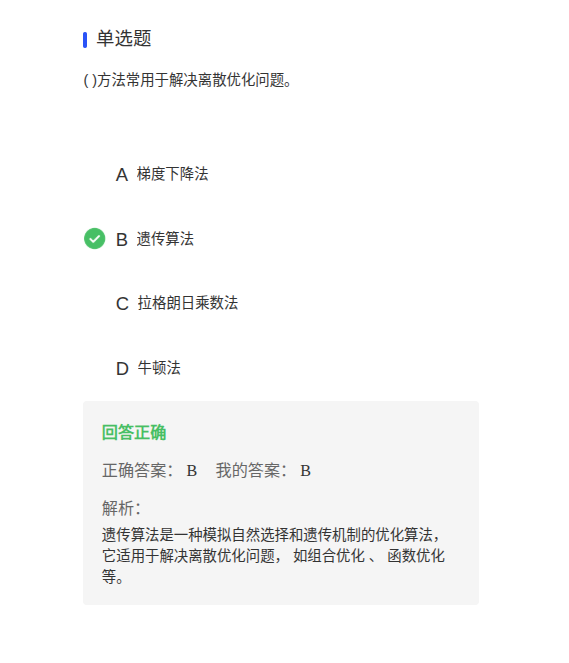 单选题
( )方法常用于解决离散优化问题。
A 梯度下降法
B 遗传算法
C 拉格朗日乘数法
D 牛顿法
回答正确
正确答案： B 我的答案： B
解析：
遗传算法是一种模拟自然选择和遗传机制的优化算法，
它适用于解决离散优化问题， 如组合优化 、 函数优化
等。